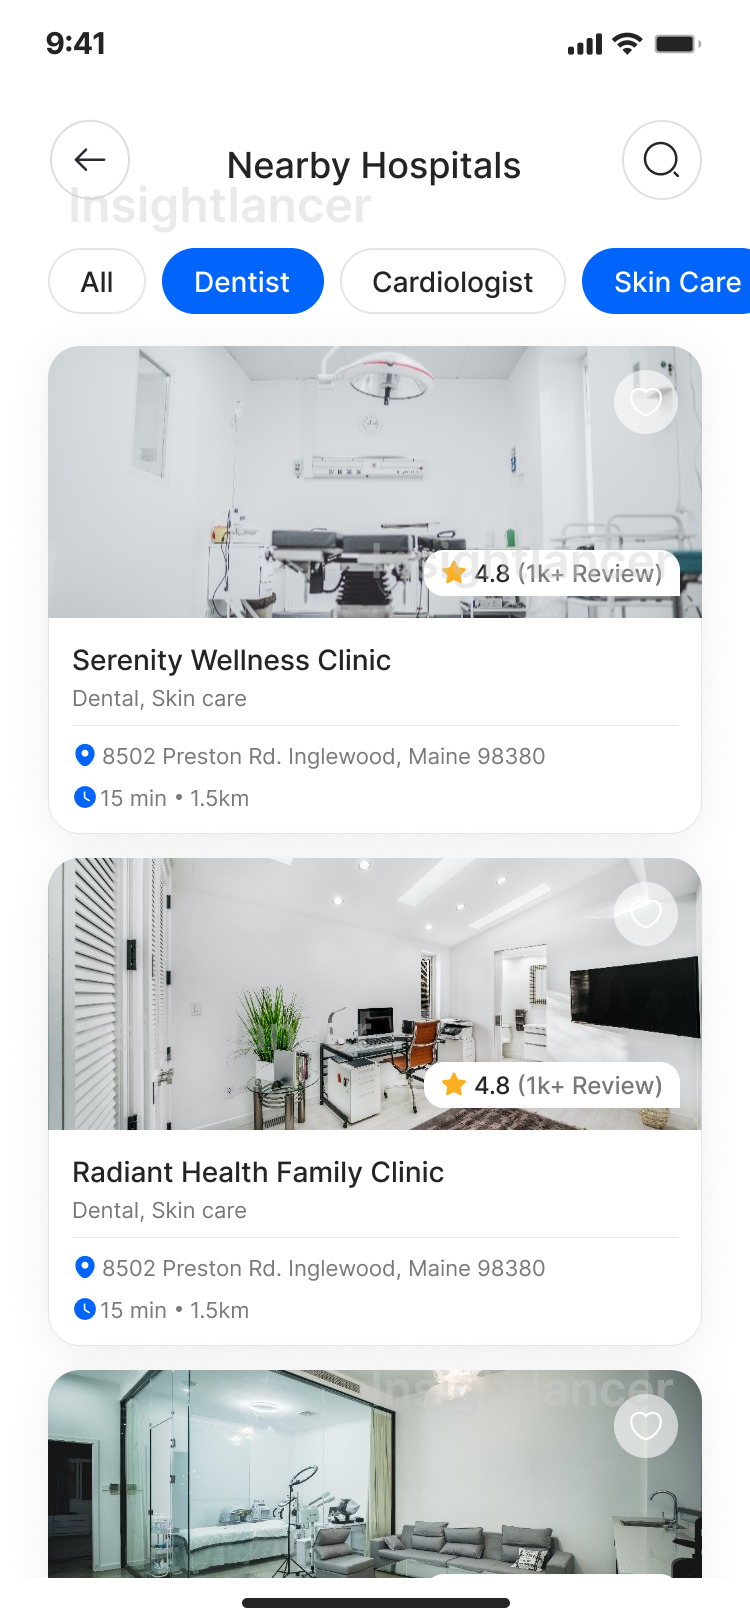 9:41
Nearby Hospitals
Insightlancer
All Dentist Cardiologist Skin Care
Insightlancer
4.8 (1k+ Review)
Serenity Wellness Clinic
Dental, Skin care
8502 Preston Rd. Inglewood, Maine 98380
15 min • 1.5km
4.8 (1k+ Review)
Radiant Health Family Clinic
Dental, Skin care
8502 Preston Rd. Inglewood, Maine 98380
15 min • 1.5km
Insightlancer